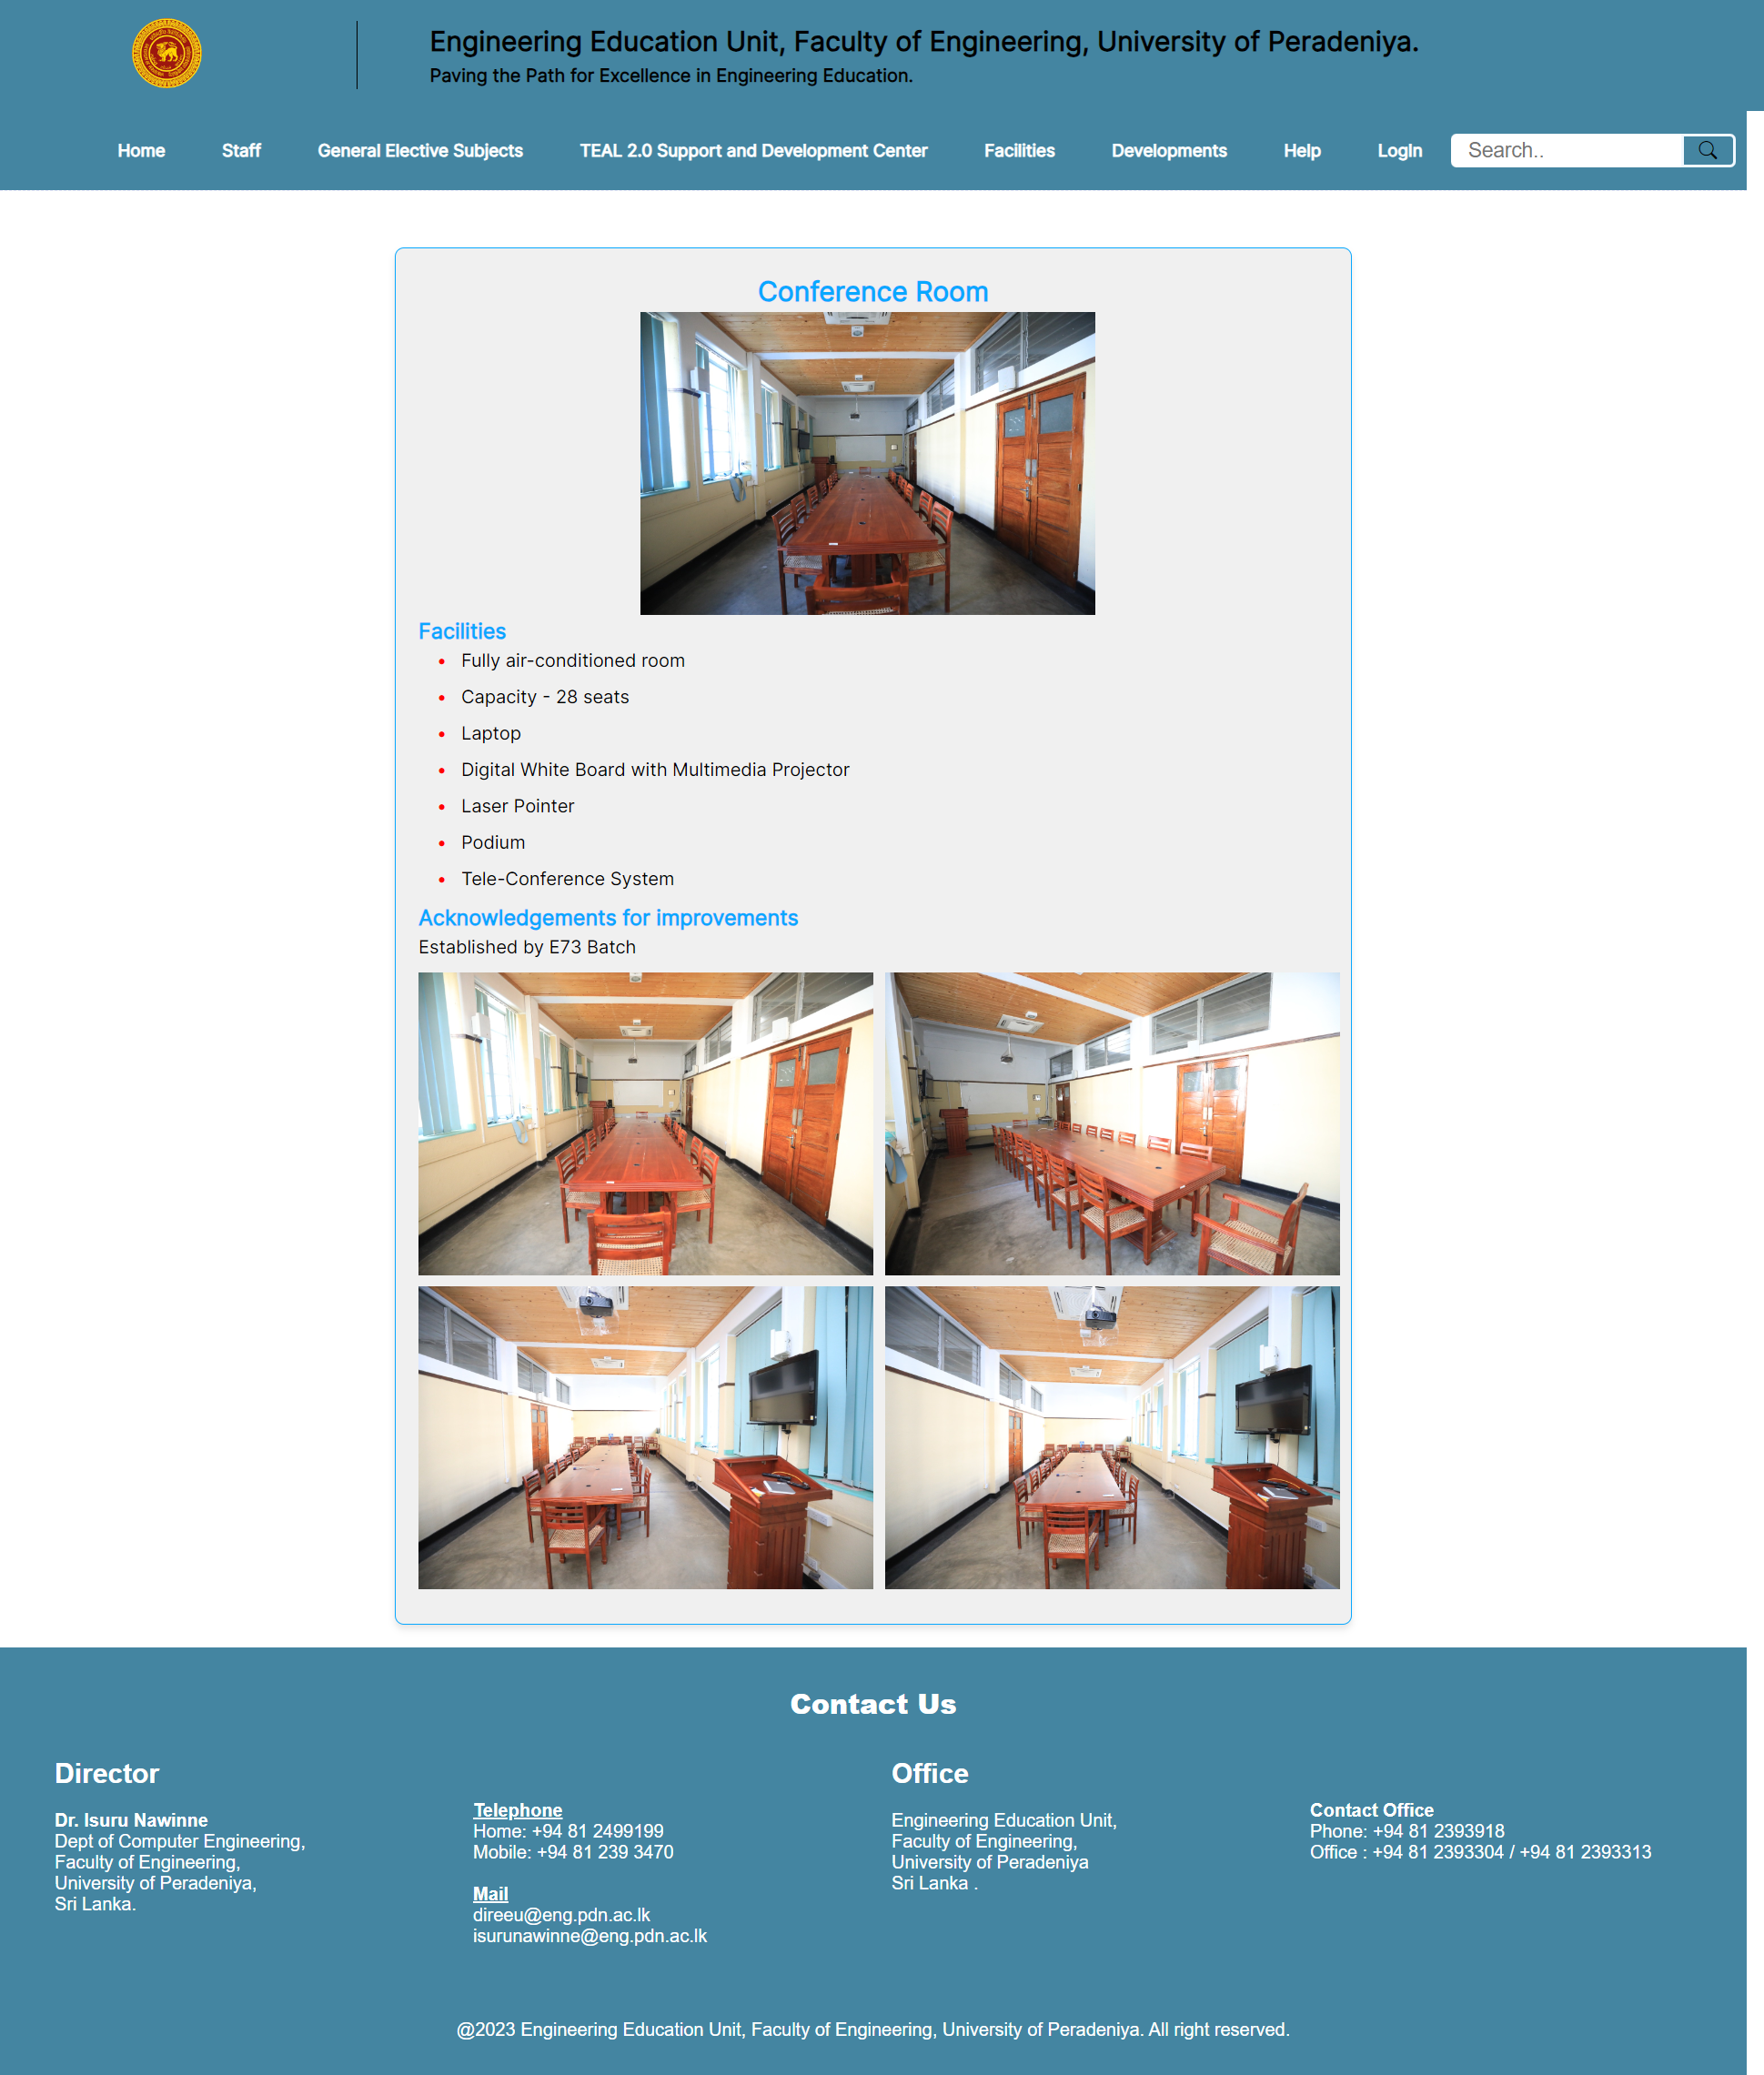 Engineering Education Unit, Faculty of Engineering, University of Peradeniya.
Paving the Path for Excellence in Engineering Education.
Home Staff General Elective Subjects TEAL 2.0 Support and Development Center Facilities Developments Help LogIn Search..
Conference Room
Facilities
• Fully air-conditioned room
• Capacity - 28 seats
• Laptop
• Digital White Board with Multimedia Projector
• Laser Pointer
• Podium
• Tele-Conference System
Acknowledgements for improvements
Established by E73 Batch
Contact Us
Director
Dr. Isuru Nawinne
Dept of Computer Engineering,
Faculty of Engineering,
University of Peradeniya,
Sri Lanka.
Telephone
Home: +94 81 2499199
Mobile: +94 81 239 3470
Mail
direeu@eng.pdn.ac.lk
isurunawinne@eng.pdn.ac.lk
Office
Engineering Education Unit,
Faculty of Engineering,
University of Peradeniya
Sri Lanka .
Contact Office
Phone: +94 81 2393918
Office : +94 81 2393304 / +94 81 2393313
@2023 Engineering Education Unit, Faculty of Engineering, University of Peradeniya. All right reserved.